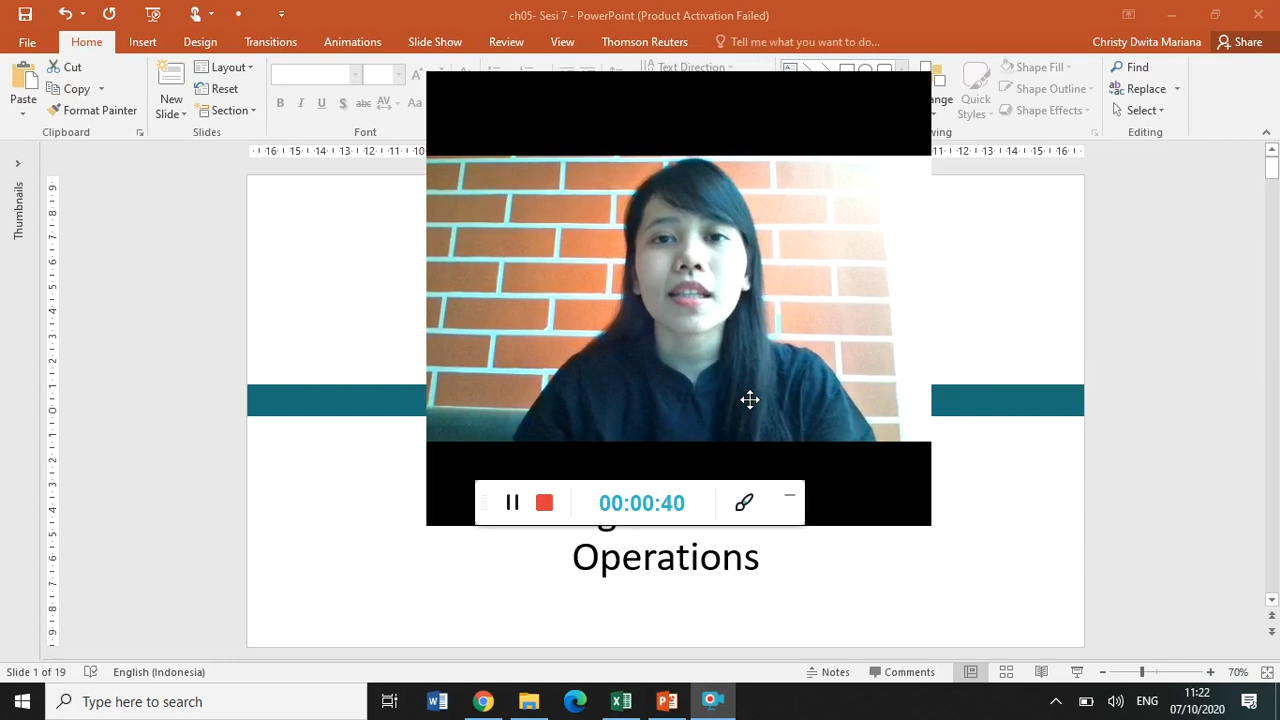 ch05- Sesi 7 - PowerPoint (Product Activation Failed)
File Home Insert Design Transitions Animations Slide Show Review View Thomson Reuters Tell me what you want to do... Christy Dwita Mariana Share
Paste
Cut
Copy
Format Painter
Clipboard
New Slide
Layout
Reset
Section
Slides
B I U S abc AV Aa
Font
Text Direction
Quick Styles
Shape Fill
Shape Outline
Shape Effects
Find
Replace
Select
Editing
Thumbnails
00:00:40
Operations
Slide 1 of 19 English (Indonesia) Notes Comments 70%
Type here to search ENG 11:22
07/10/2020